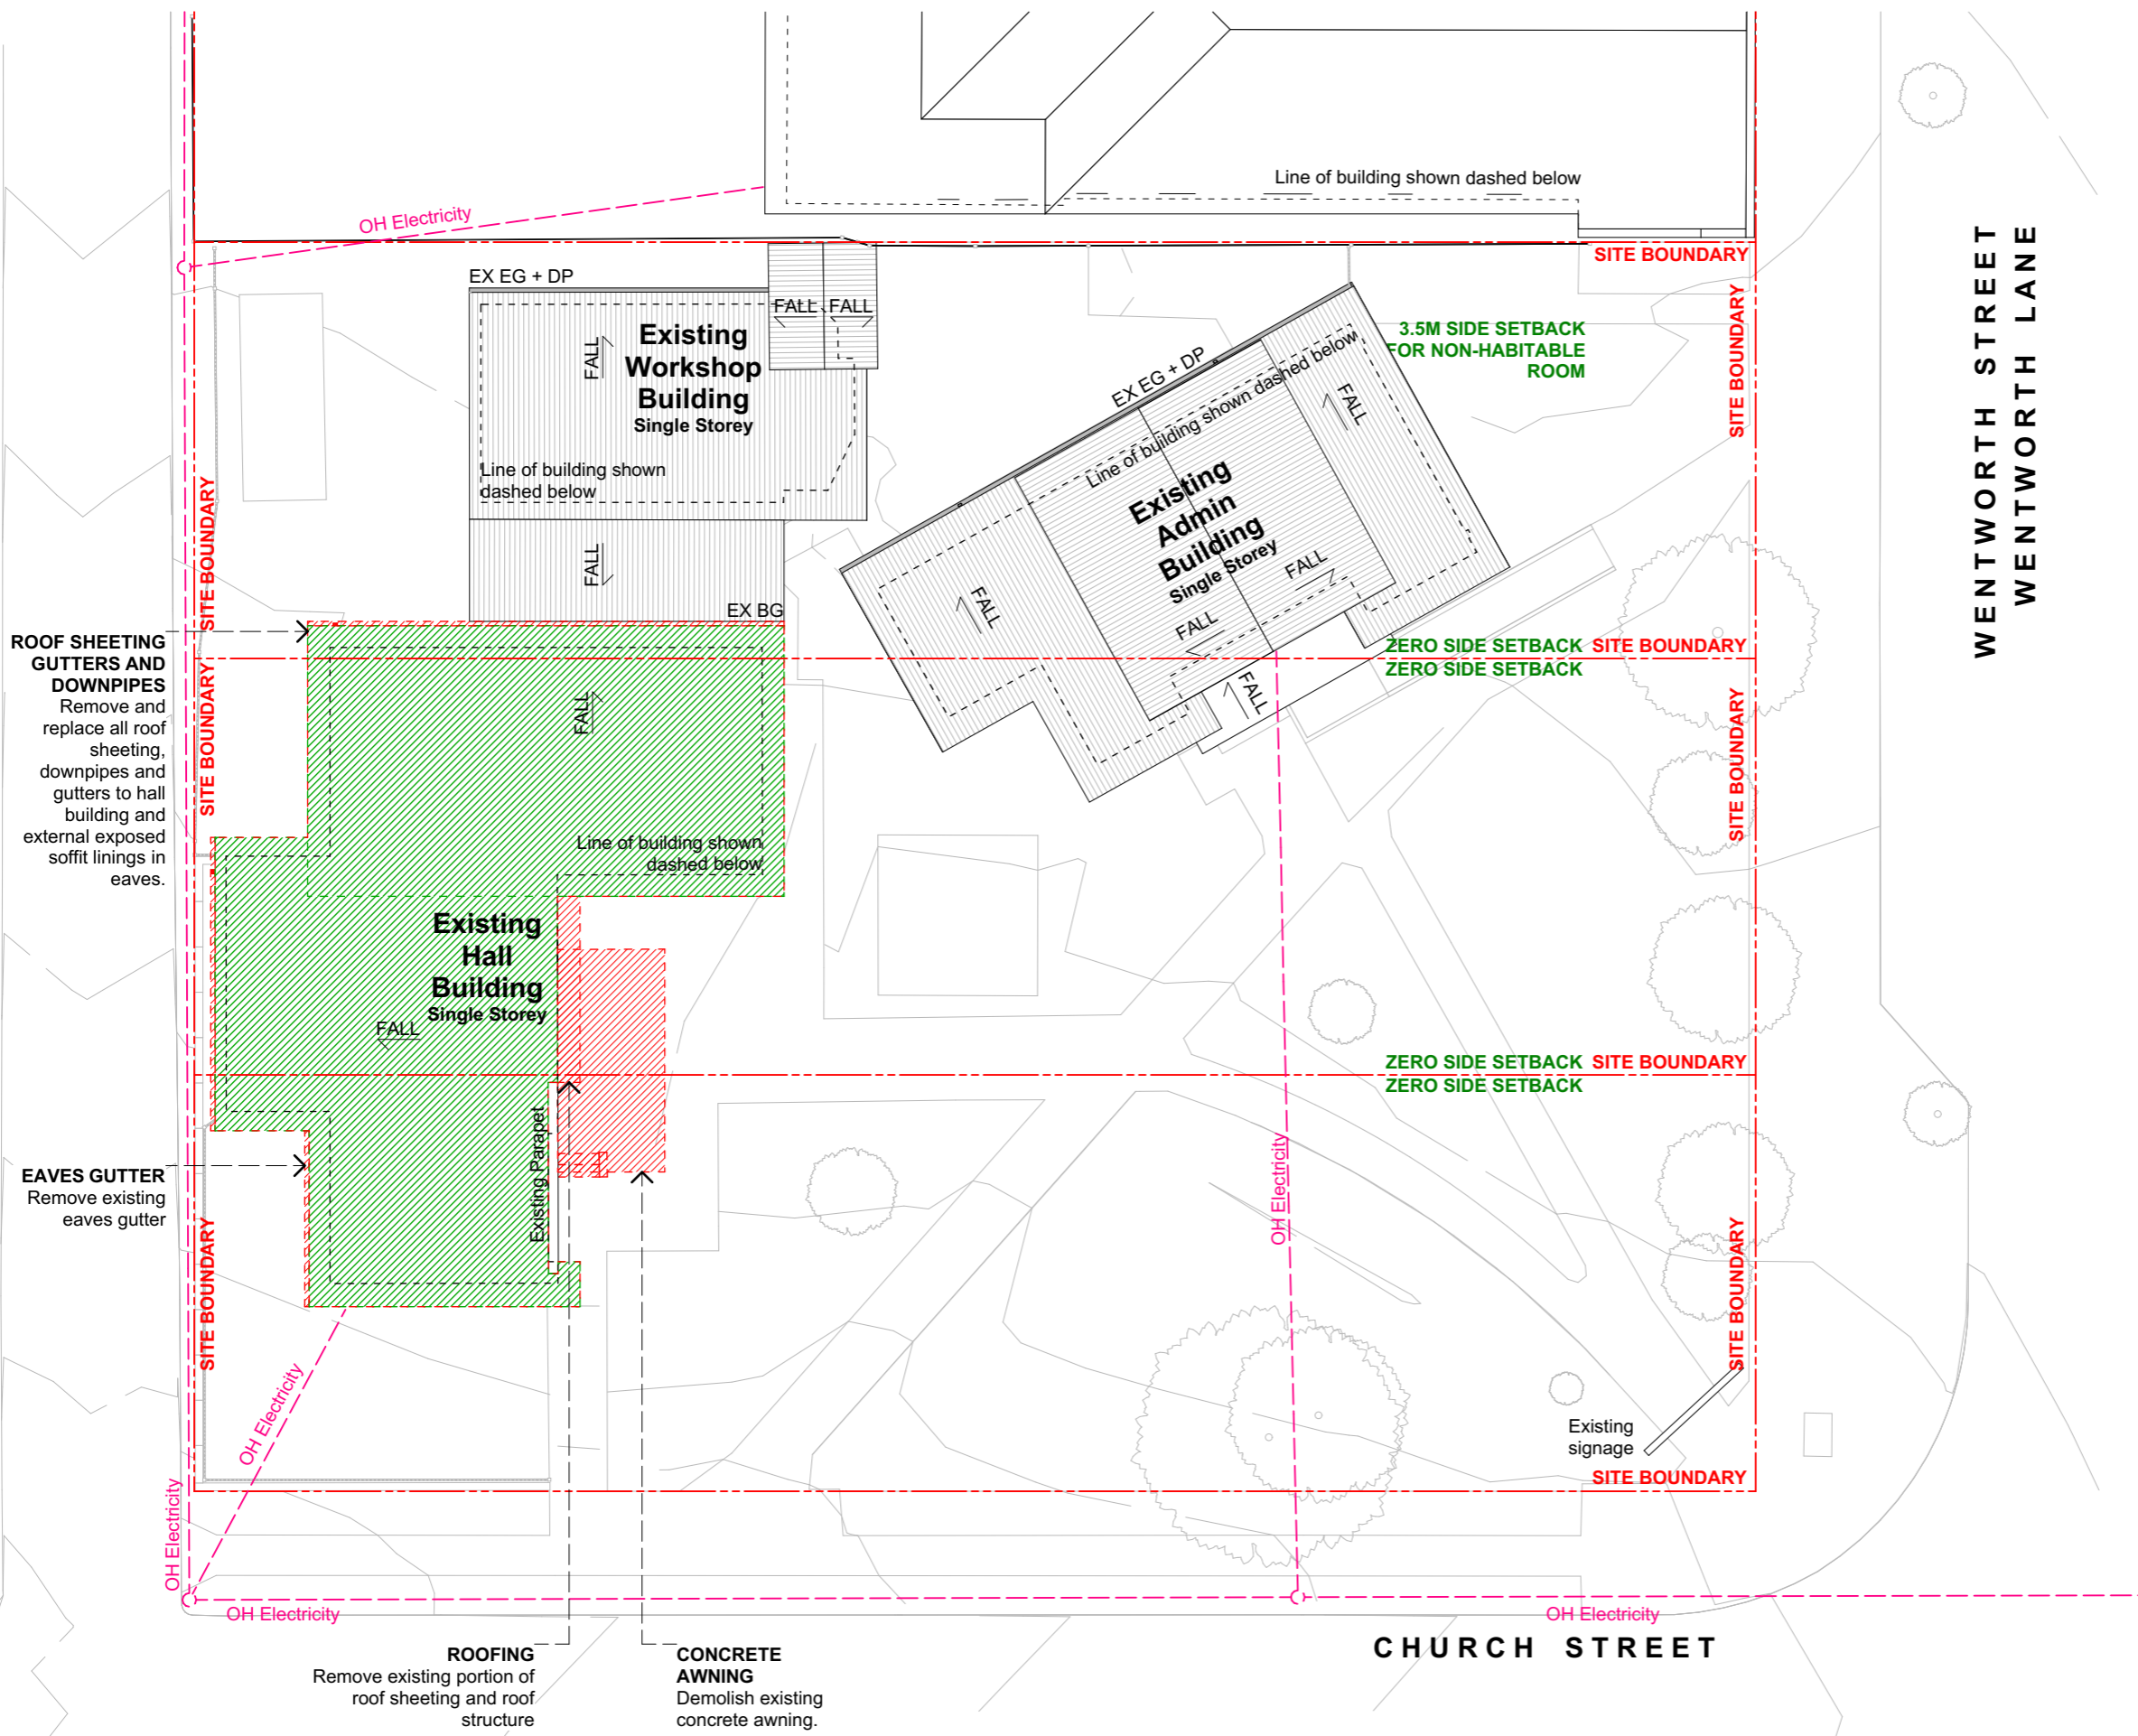 Line of building shown dashed below
OH Electricity
SITE BOUNDARY
EX EG + DP
FALL
FALL
WENTWORTH STREET
WENTWORTH LANE
3.5M SIDE SETBACK
FOR NON-HABITABLE
ROOM
SITE BOUNDARY
Existing
Workshop
Building
Single Storey
FALL
EX EG + DP
Line of building shown dashed below
FALL
Line of building shown
dashed below
Existing
Admin
Building
Single Storey
SITE BOUNDARY
FALL
FALL
FALL
FALL
EX BG
ROOF SHEETING
GUTTERS AND
DOWNPIPES
Remove and
replace all roof
sheeting,
downpipes and
gutters to hall
building and
external exposed
soffit linings in
eaves.
ZERO SIDE SETBACK SITE BOUNDARY
ZERO SIDE SETBACK
SITE BOUNDARY
FALL
FALL
SITE BOUNDARY
Line of building shown
dashed below
Existing
Hall
Building
Single Storey
FALL
ZERO SIDE SETBACK SITE BOUNDARY
ZERO SIDE SETBACK
Existing Parapet
OH Electricity
EAVES GUTTER
Remove existing
eaves gutter
SITE BOUNDARY
SITE BOUNDARY
OH Electricity
Existing
signage
SITE BOUNDARY
OH Electricity
OH Electricity
OH Electricity
CHURCH STREET
ROOFING
Remove existing portion of
roof sheeting and roof
structure
CONCRETE
AWNING
Demolish existing
concrete awning.